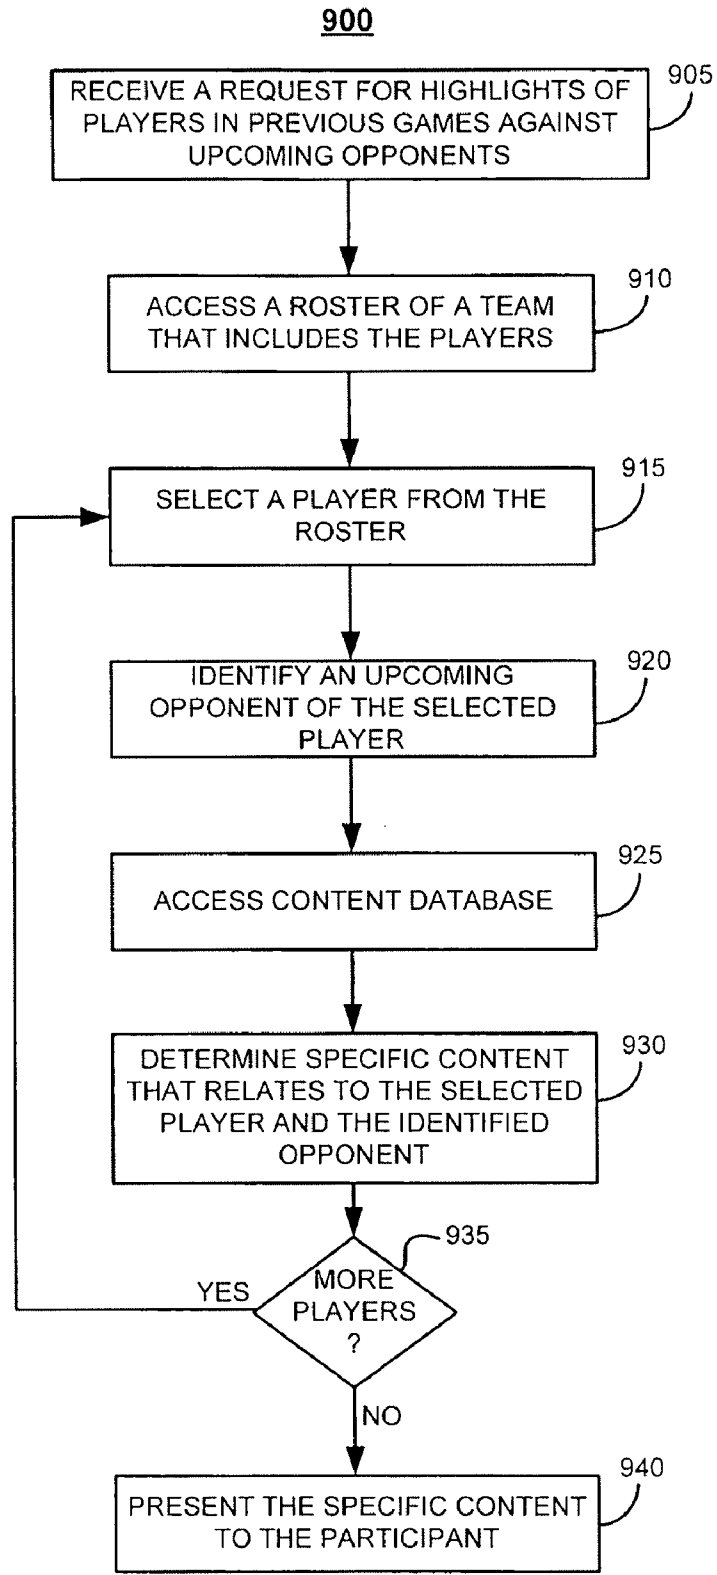 900
RECEIVE A REQUEST FOR HIGHLIGHTS OF
PLAYERS IN PREVIOUS GAMES AGAINST
UPCOMING OPPONENTS
905
ACCESS A ROSTER OF A TEAM
THAT INCLUDES THE PLAYERS
910
SELECT A PLAYER FROM THE
ROSTER
915
IDENTIFY AN UPCOMING
OPPONENT OF THE SELECTED
PLAYER
920
ACCESS CONTENT DATABASE
925
DETERMINE SPECIFIC CONTENT
THAT RELATES TO THE SELECTED
PLAYER AND THE IDENTIFIED
OPPONENT
930
MORE
PLAYERS
?
935
YES
NO
PRESENT THE SPECIFIC CONTENT
TO THE PARTICIPANT
940